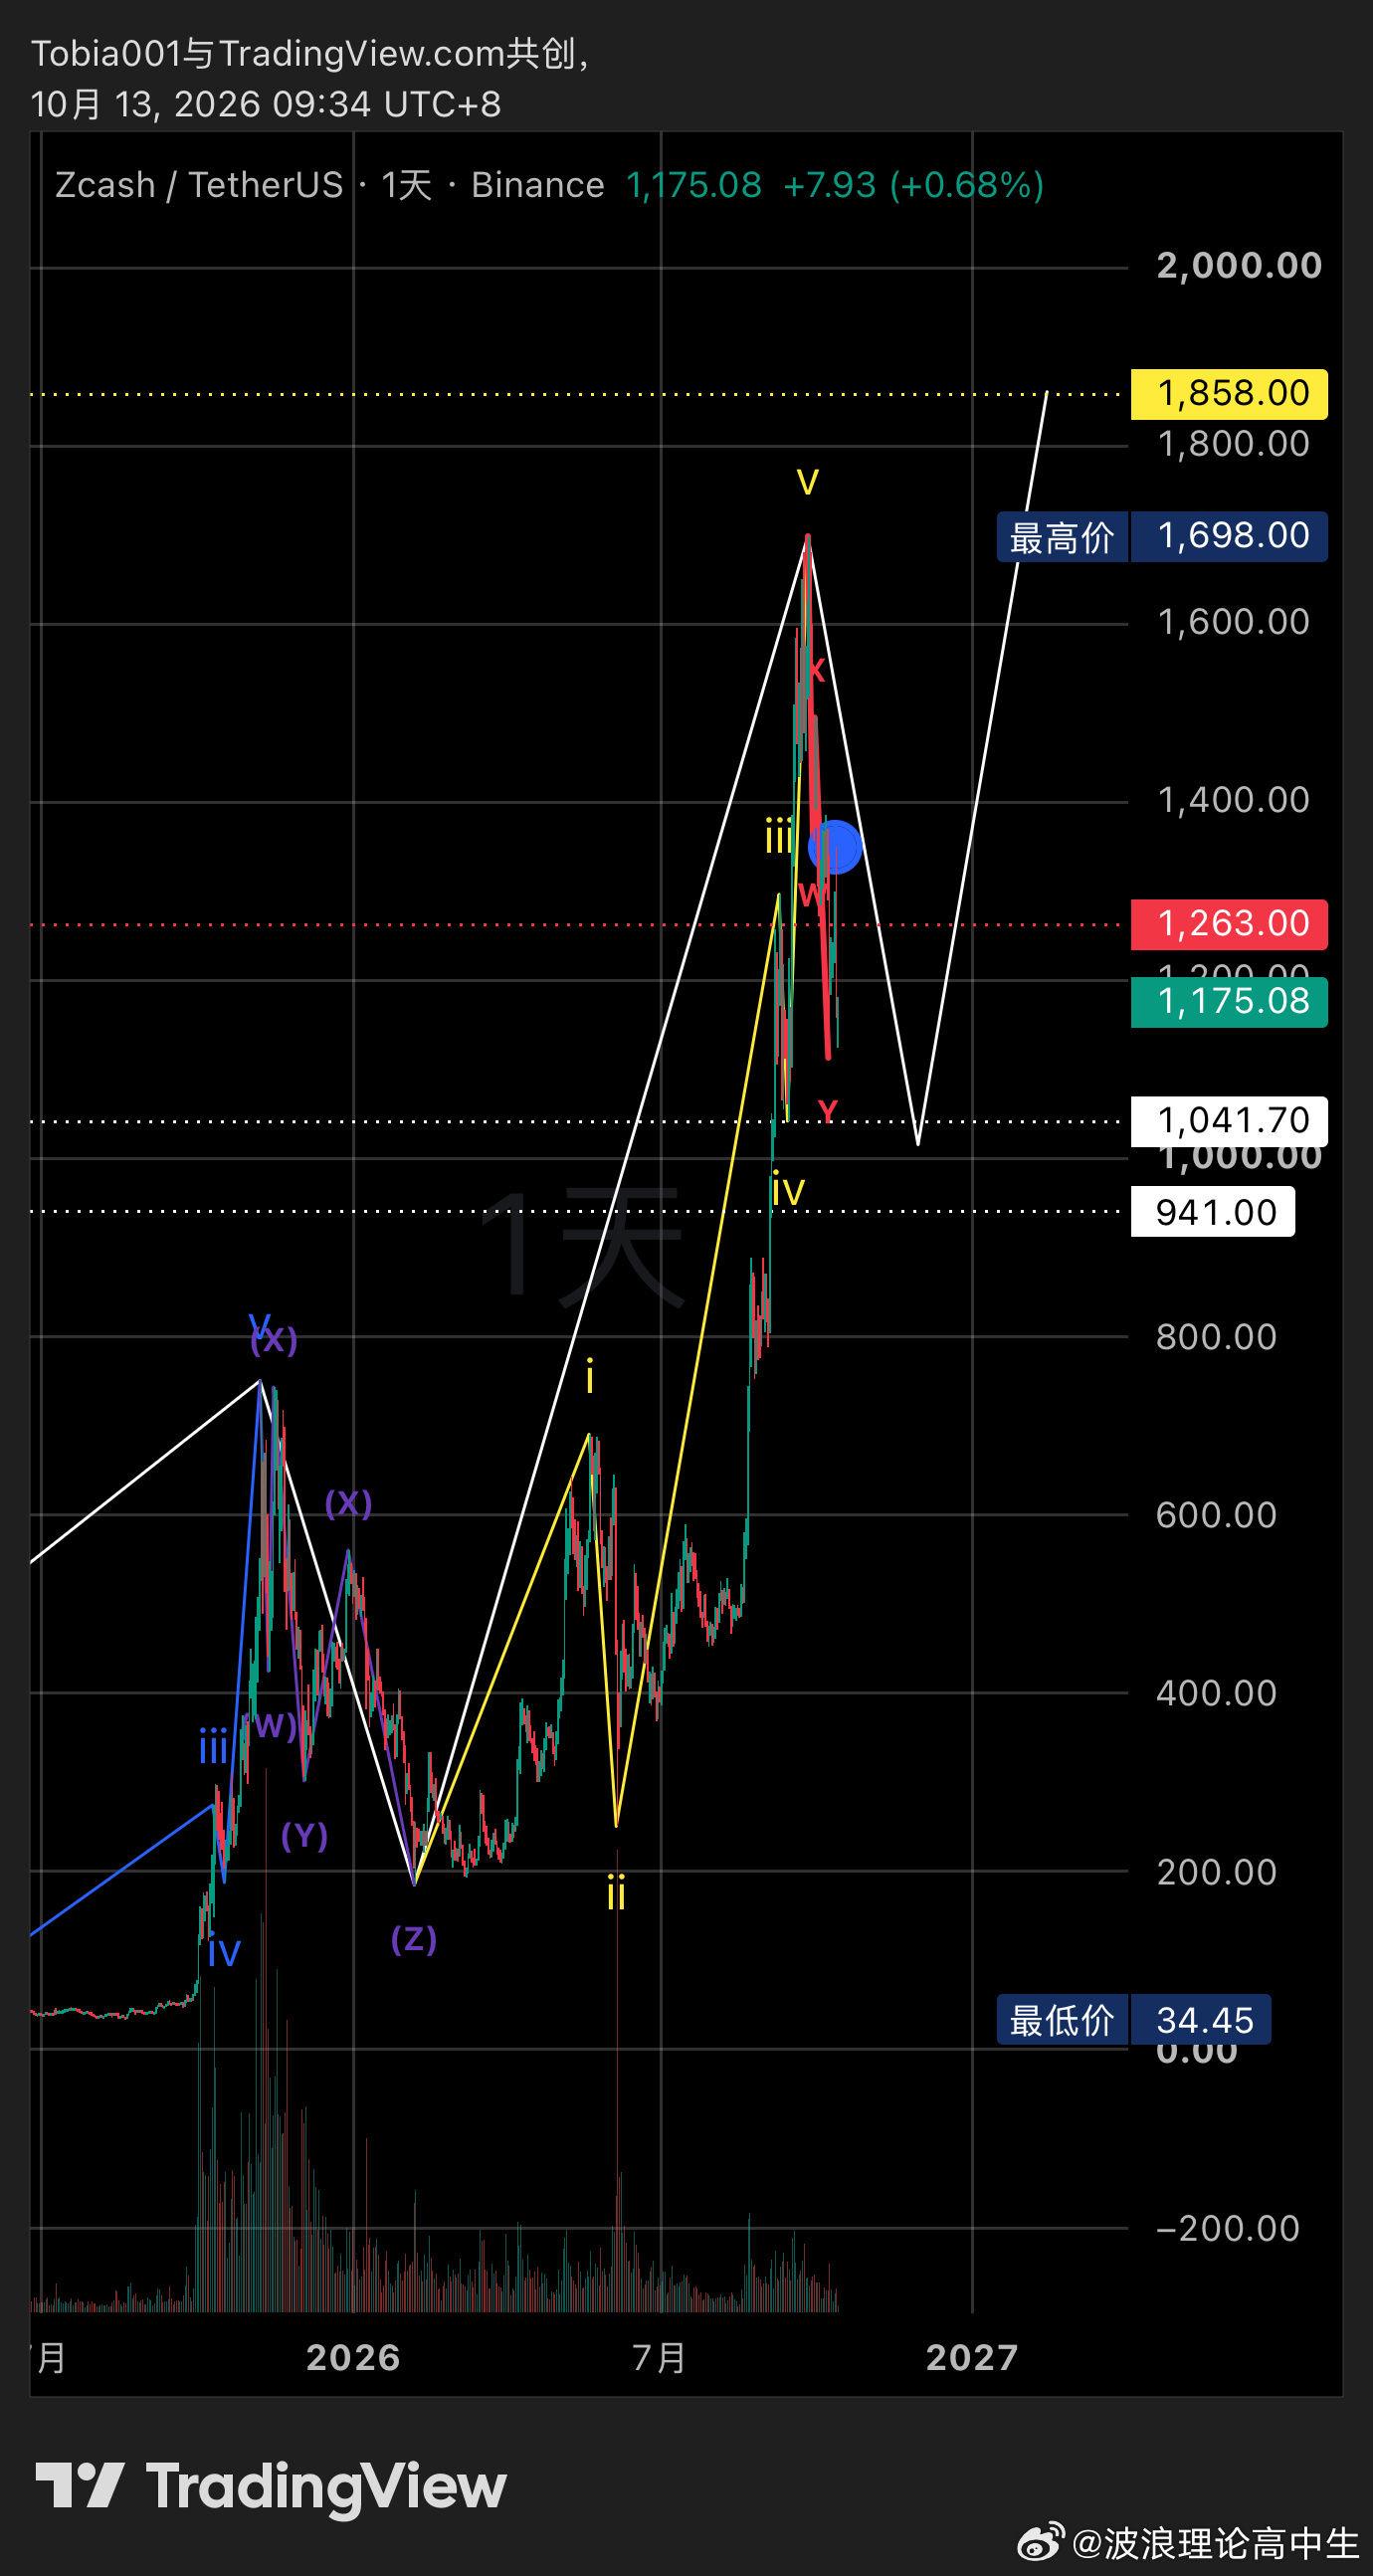 Tobia001与TradingView.com共创，
10月 13, 2026 09:34 UTC+8
Zcash / TetherUS · 1天 · Binance 1,175.08 +7.93 (+0.68%)
2,000.00
1,858.00
1,800.00
v
最高价 1,698.00
1,600.00
X
1,400.00
iii
W
1,263.00
1,200.00
1,175.08
Y
1,041.70
1,000.00
iv
941.00
1天
v
(X)
800.00
i
(X)
600.00
400.00
(W)
iii
(Y)
200.00
ii
(Z)
iv
最低价 34.45
0.00
−200.00
月 2026 7月 2027
TradingView
@波浪理论高中生